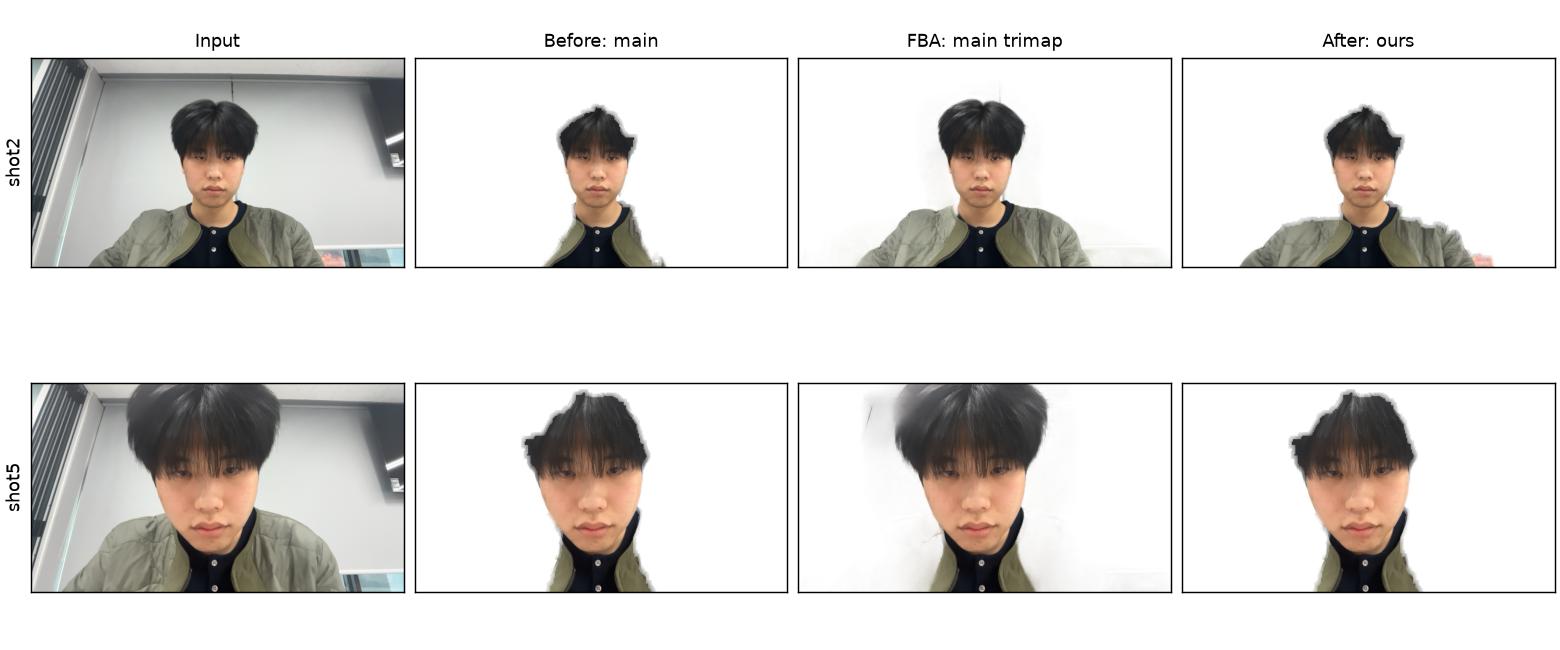 Input
Before: main
FBA: main trimap
After: ours
shot2
shot5